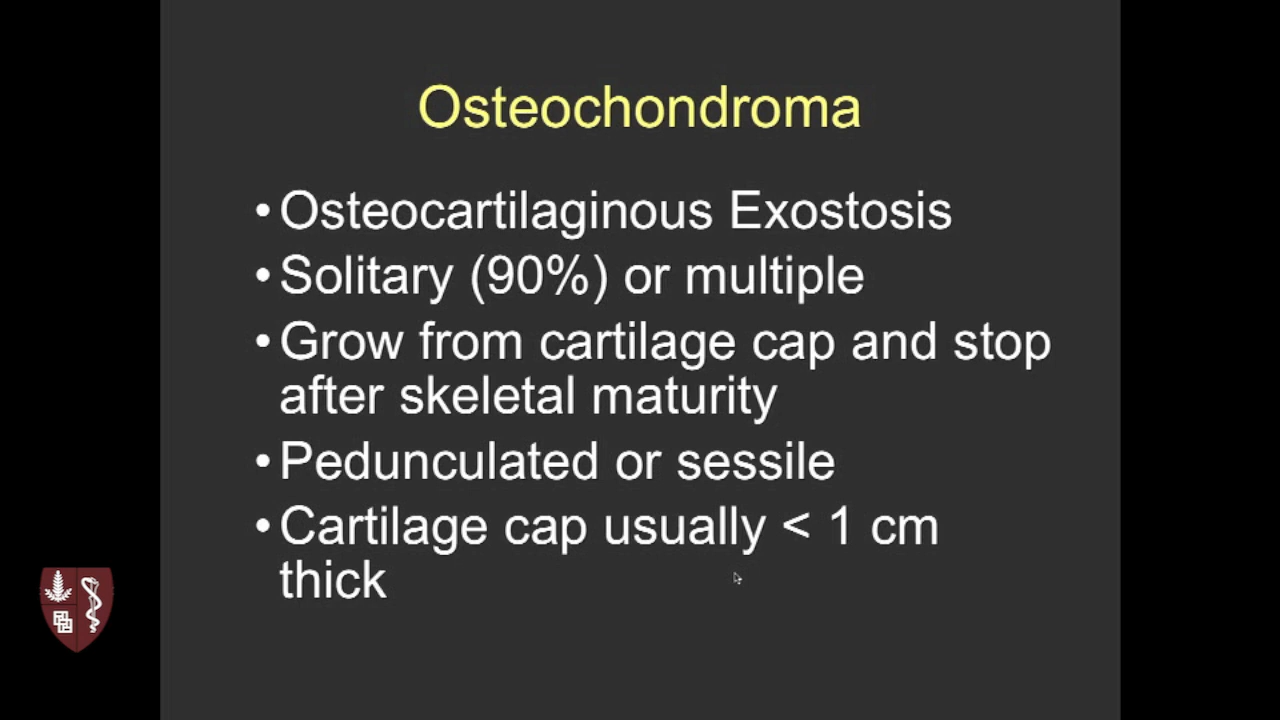 Osteochondroma
• Osteocartilaginous Exostosis
• Solitary (90%) or multiple
• Grow from cartilage cap and stop
after skeletal maturity
• Pedunculated or sessile
• Cartilage cap usually < 1 cm
thick